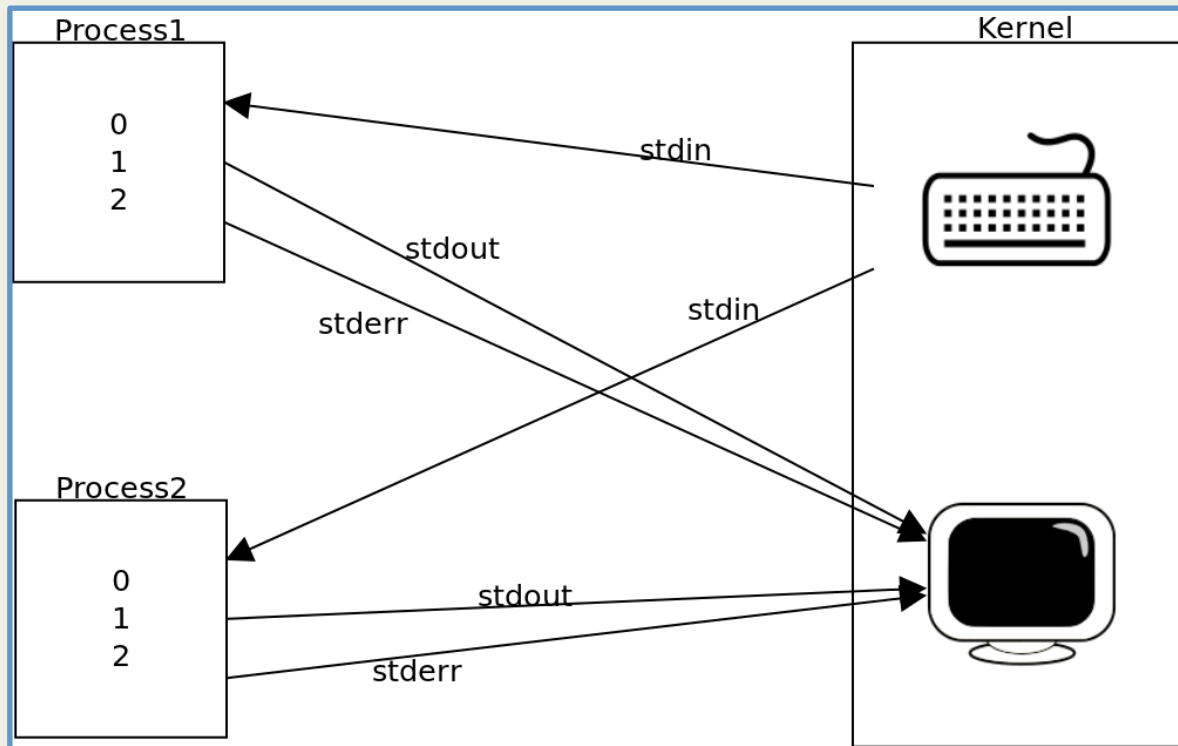 Process1
Kernel
0
1
2
stdin
stdout
stdin
stderr
Process2
0
1
2
stdout
stderr